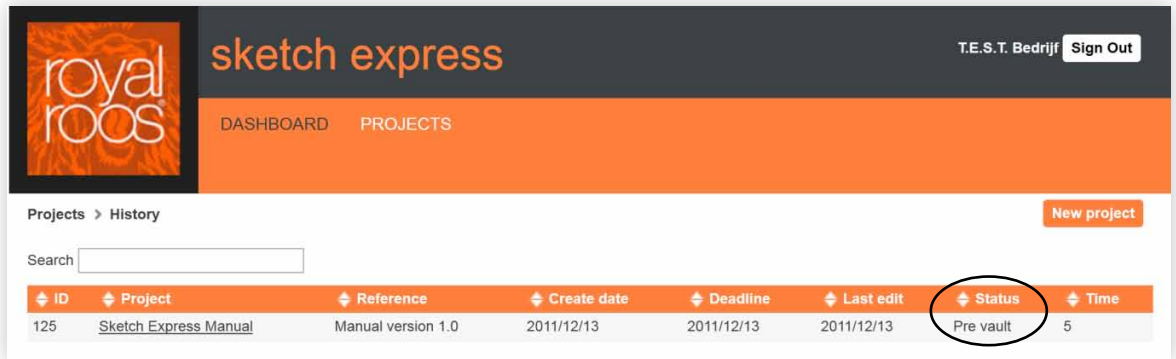 royal
roos®
sketch express
T.E.S.T. Bedrijf Sign Out
DASHBOARD PROJECTS
Projects > History
New project
Search
ID Project Reference Create date Deadline Last edit Status Time
125 Sketch Express Manual Manual version 1.0 2011/12/13 2011/12/13 2011/12/13 Pre vault 5